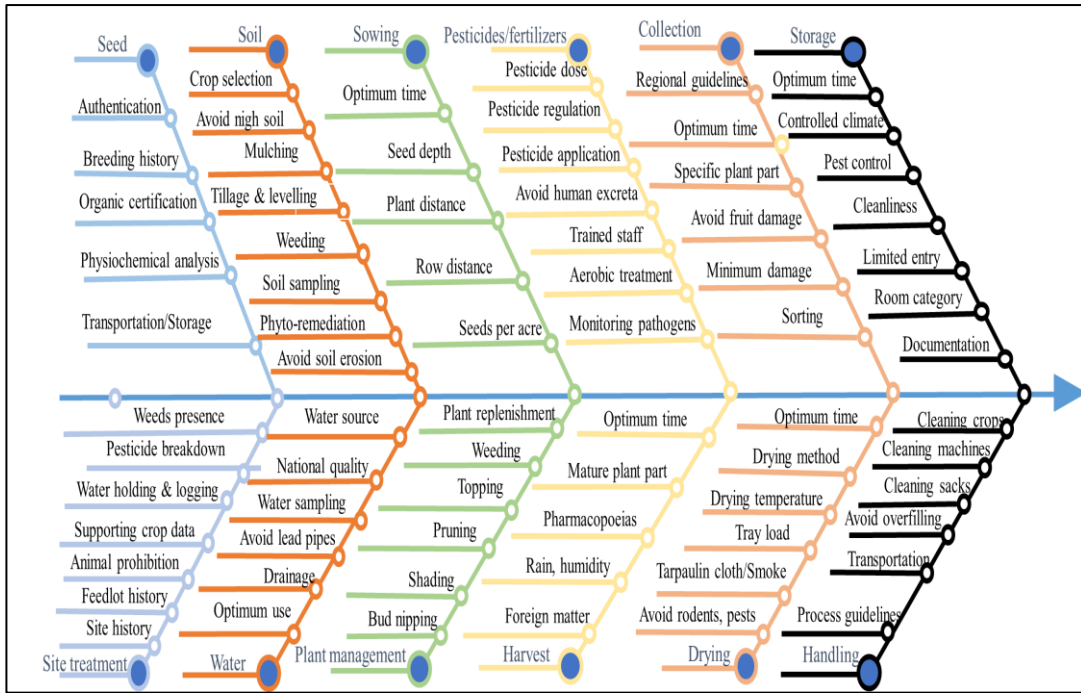 Seed
Authentication
Breeding history
Organic certification
Physiochemical analysis
Transportation/Storage
Soil
Crop selection
Avoid nigh soil
Mulching
Tillage & levelling
Weeding
Soil sampling
Phyto-remediation
Avoid soil erosion
Sowing
Optimum time
Seed depth
Plant distance
Row distance
Seeds per acre
Pesticides/fertilizers
Pesticide dose
Pesticide regulation
Pesticide application
Avoid human excreta
Trained staff
Aerobic treatment
Monitoring pathogens
Collection
Regional guidelines
Optimum time
Specific plant part
Avoid fruit damage
Minimum damage
Sorting
Storage
Optimum time
Controlled climate
Pest control
Cleanliness
Limited entry
Room category
Documentation
Weeds presence
Pesticide breakdown
Water holding & logging
Supporting crop data
Animal prohibition
Feedlot history
Site history
Site treatment
Water source
National quality
Water sampling
Avoid lead pipes
Drainage
Optimum use
Water
Plant replenishment
Weeding
Topping
Pruning
Shading
Bud nipping
Plant management
Optimum time
Mature plant part
Pharmacopoeias
Rain, humidity
Foreign matter
Harvest
Optimum time
Drying method
Drying temperature
Tray load
Tarpaulin cloth/Smoke
Avoid rodents, pests
Drying
Cleaning crops
Cleaning machines
Cleaning sacks
Avoid overfilling
Transportation
Process guidelines
Handling